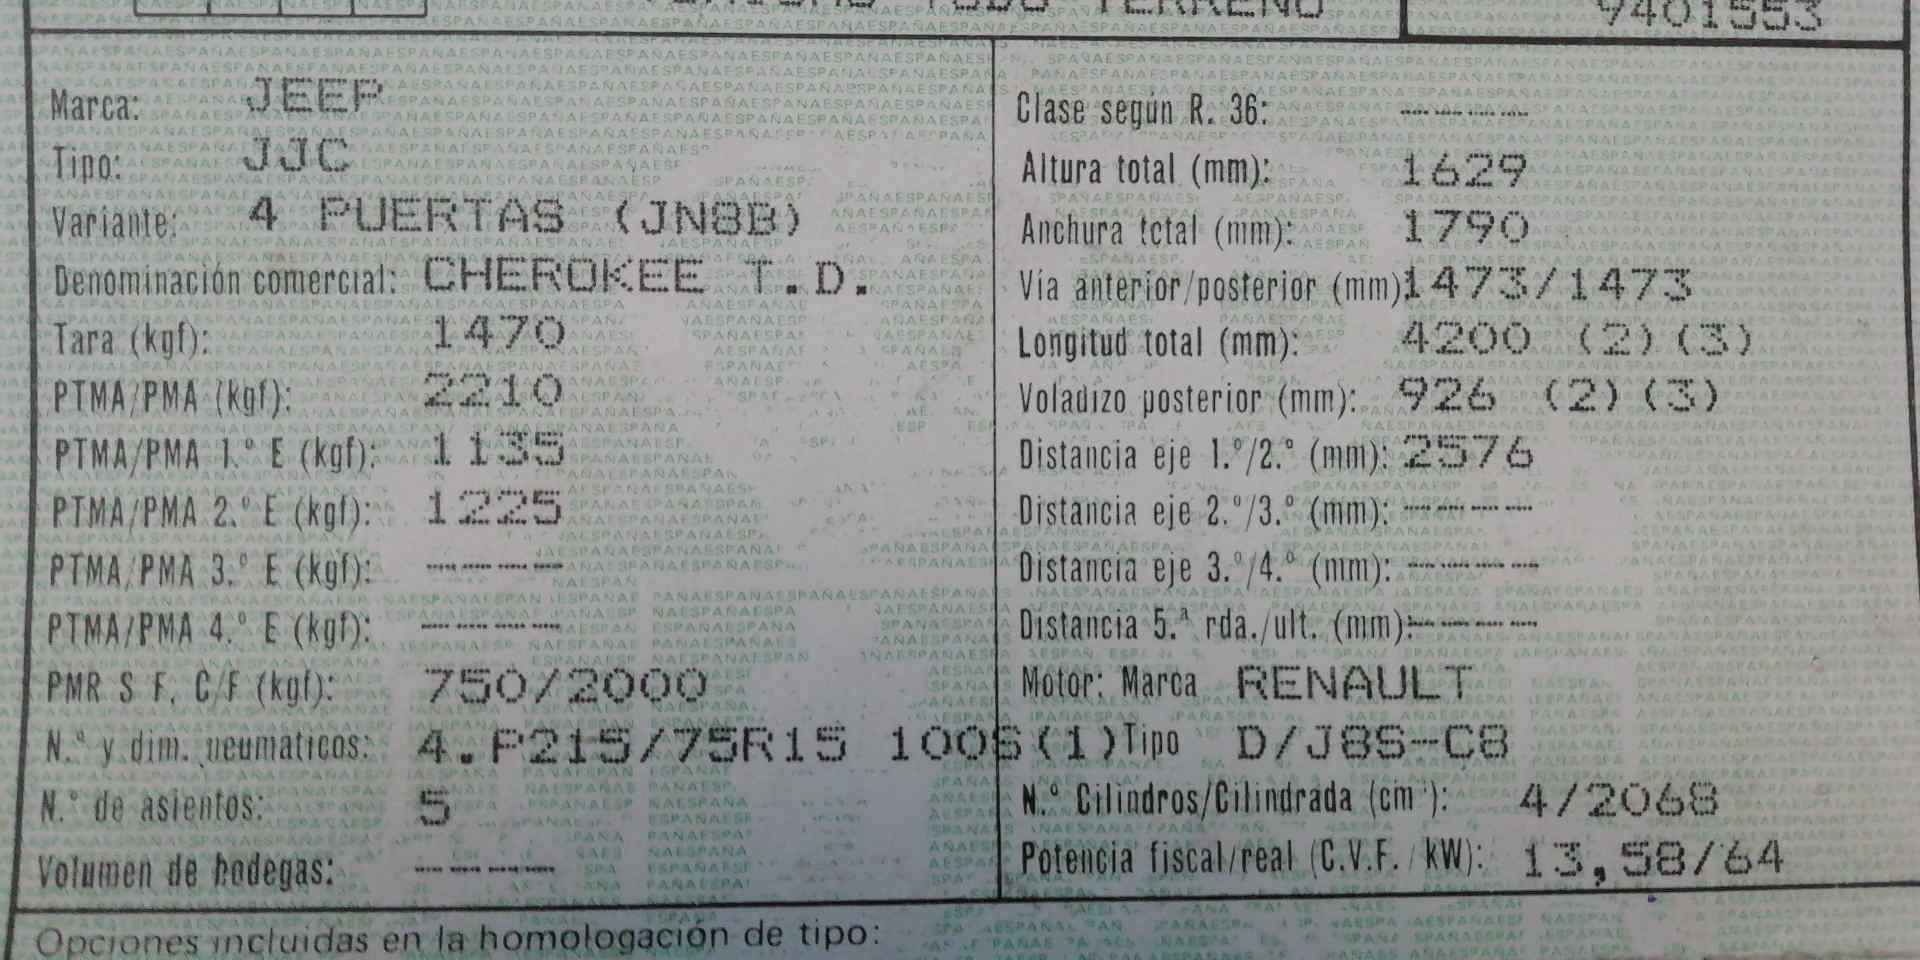 TODO TERRENO
9401553
Marca: JEEP
Tipo: JJC
Variante: 4 PUERTAS (JN8B)
Denominación comercial: CHEROKEE T.D.
Tara (kgf): 1470
PTMA/PMA (kgf): 2210
PTMA/PMA 1.º E (kgf): 1135
PTMA/PMA 2.º E (kgf): 1225
PTMA/PMA 3.º E (kgf): ----
PTMA/PMA 4.º E (kgf): ----
PMR S F, C/F (kgf): 750/2000
N.º y dim. neumáticos: 4.P215/75R15 100S(1)
N.º de asientos: 5
Volumen de bodegas: ----
Clase según R. 36: ----
Altura total (mm): 1629
Anchura total (mm): 1790
Vía anterior/posterior (mm): 1473/1473
Longitud total (mm): 4200 (2)(3)
Voladizo posterior (mm): 926 (2)(3)
Distancia eje 1.º/2.º (mm): 2576
Distancia eje 2.º/3.º (mm): ----
Distancia eje 3.º/4.º (mm): ----
Distancia 5.ª rda./ult. (mm): ----
Motor: Marca RENAULT
Tipo D/J8S-C8
N.º Cilindros/Cilindrada (cm³): 4/2068
Potencia fiscal/real (C.V.F./kW): 13,58/64
Opciones incluidas en la homologación de tipo: